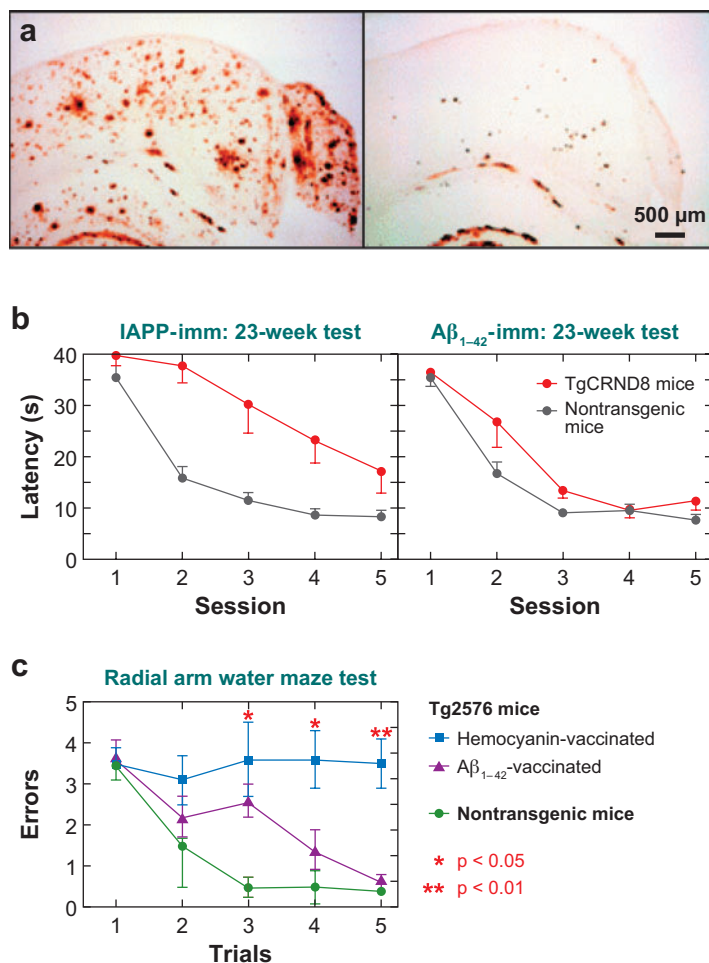 a
500 μm
b
IAPP-imm: 23-week test
Aβ1–42-imm: 23-week test
40
30
20
10
0
Latency (s)
TgCRND8 mice
Nontransgenic
mice
1 2 3 4 5
1 2 3 4 5
Session
Session
c
Radial arm water maze test
5
4
3
2
1
0
Errors
* * **
1 2 3 4 5
Trials
Tg2576 mice
Hemocyanin-vaccinated
Aβ1–42-vaccinated
Nontransgenic mice
* p < 0.05
** p < 0.01